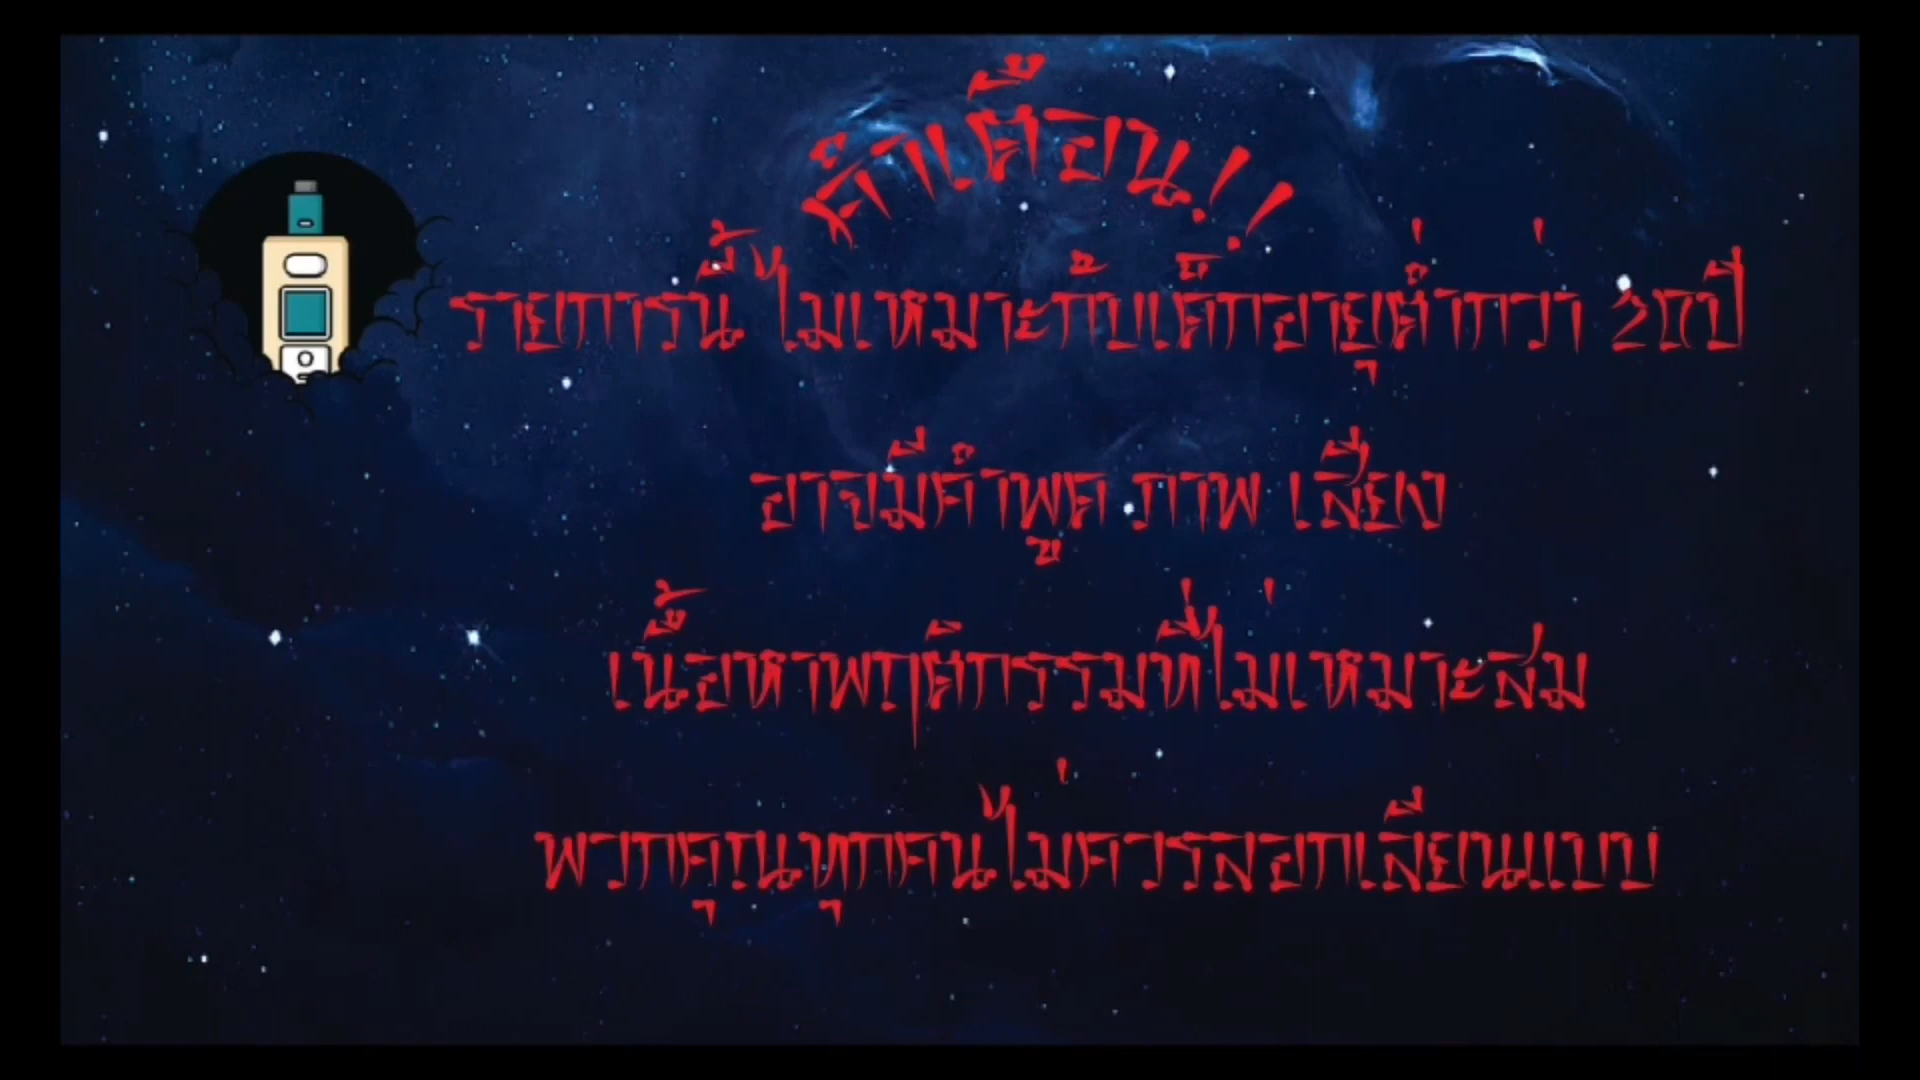 คำเตือน!!
รายการนี้ ไม่เหมาะกับเด็กอายุต่ำกว่า 20ปี
อาจมีคำพูด ภาพ เสียง
เนื้อหาพฤติกรรมที่ไม่เหมาะสม
พวกคุณทุกคนไม่ควรลอกเลียนแบบ